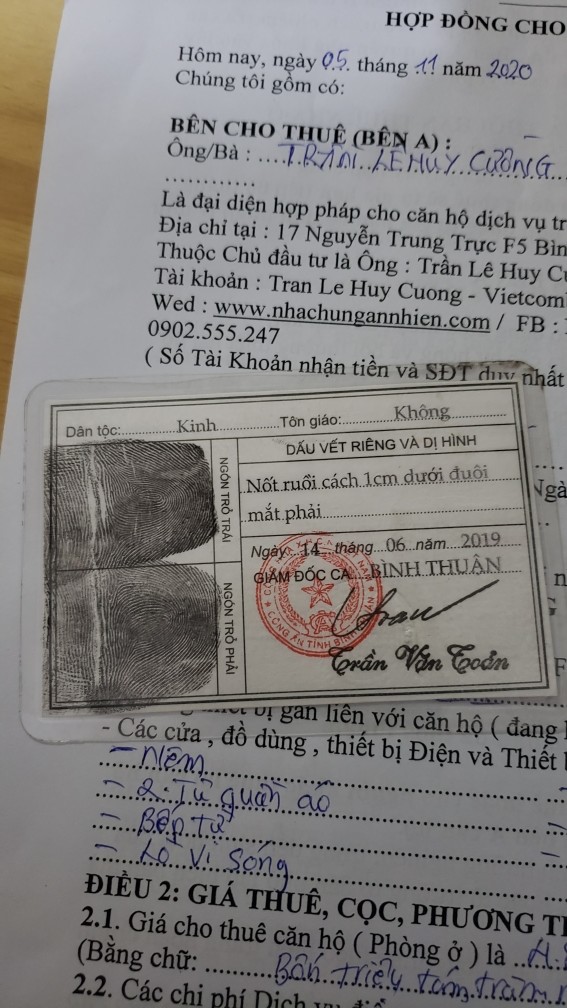 HỢP ĐỒNG CHO
Hôm nay, ngày 05. tháng .11 năm 2020
Chúng tôi gồm có:
BÊN CHO THUÊ (BÊN A) :
Ông/Bà : ....TRẦN LÊ HUY CƯỜNG
............
Là đại diện hợp pháp cho căn hộ dịch vụ
Địa chỉ tại : 17 Nguyễn Trung Trực F5
Thuộc Chủ đầu tư là Ông : Trần Lê Huy
Tài khoản : Tran Le Huy Cuong - Vietcom
Wed : www.nhachungannhien.com / FB :
0902.555.247
( Số Tài Khoản nhận tiền và SĐT duy nhất
Dân tộc:............Kinh............Tôn giáo:............Không............
DẤU VẾT RIÊNG VÀ DỊ HÌNH
NGÓN TRỎ TRÁI
Nốt ruồi cách 1cm dưới đuôi
mắt phải
Ngày...14...tháng...06...năm...2019
GIÁM ĐỐC CA...BÌNH THUẬN
CÔNG AN TỈNH BÌNH THUẬN
NGÓN TRỎ PHẢI
Trần Văn Toản
bị gắn liền với căn hộ ( đang
- Các cửa , đồ dùng , thiết bị Điện và Thiết
- Nệm
- 2. Tủ quần áo
- Bếp từ
- Lò vi sóng
ĐIỀU 2: GIÁ THUÊ, CỌC, PHƯƠNG
2.1. Giá cho thuê căn hộ ( Phòng ở ) là
(Bằng chữ: .........Bốn triệu tám trăm
2.2. Các chi phí Dịch